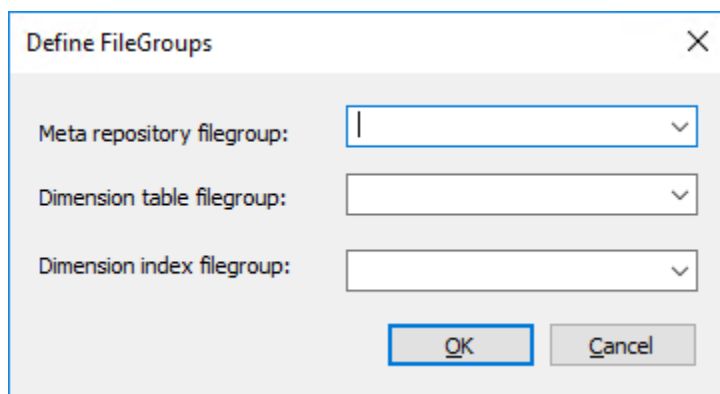 Define FileGroups
Meta repository filegroup:
Dimension table filegroup:
Dimension index filegroup:
OK Cancel